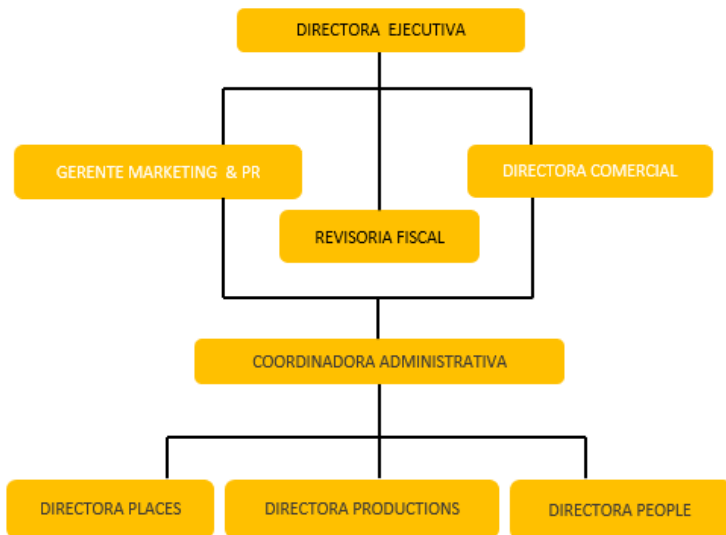 DIRECTORA EJECUTIVA
GERENTE MARKETING & PR
DIRECTORA COMERCIAL
REVISORIA FISCAL
COORDINADORA ADMINISTRATIVA
DIRECTORA PLACES
DIRECTORA PRODUCTIONS
DIRECTORA PEOPLE